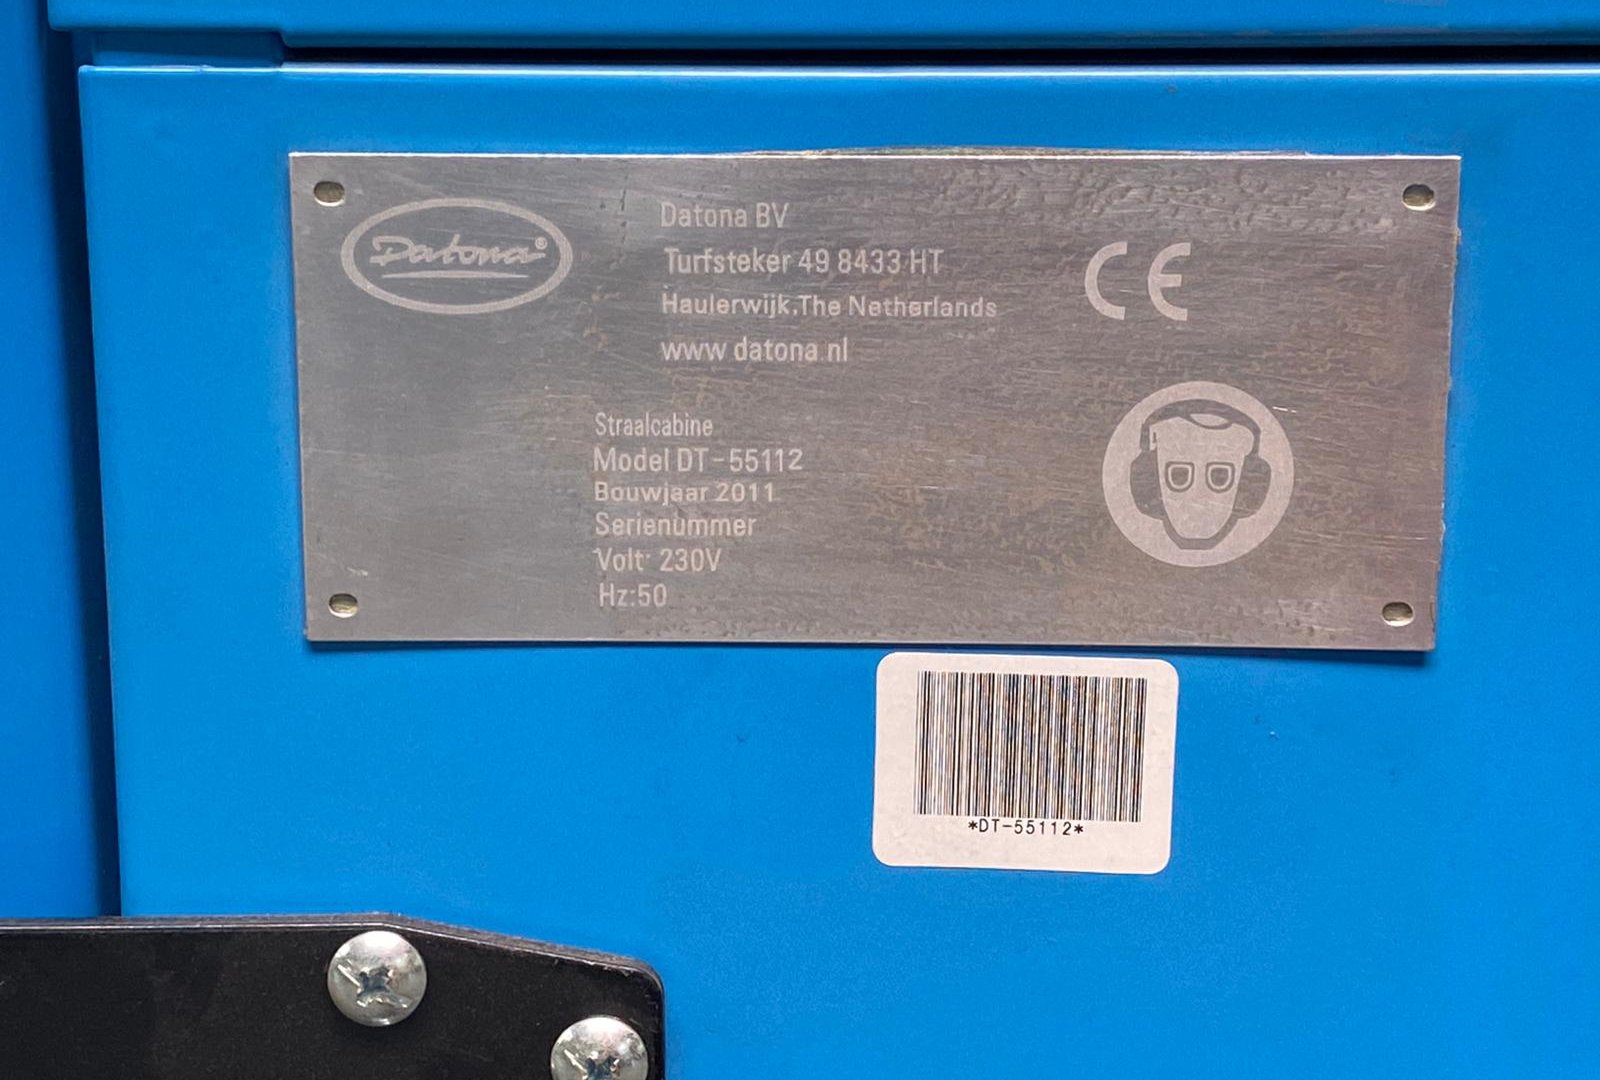 Datona®
Datona BV
Turfsteker 49 8433 HT
Haulerwijk.The Netherlands
www datona nl
CE
Straalcabine
Model DT-55112
Bouwjaar 2011
Serienummer
Volt: 230V
Hz:50
*DT-55112*